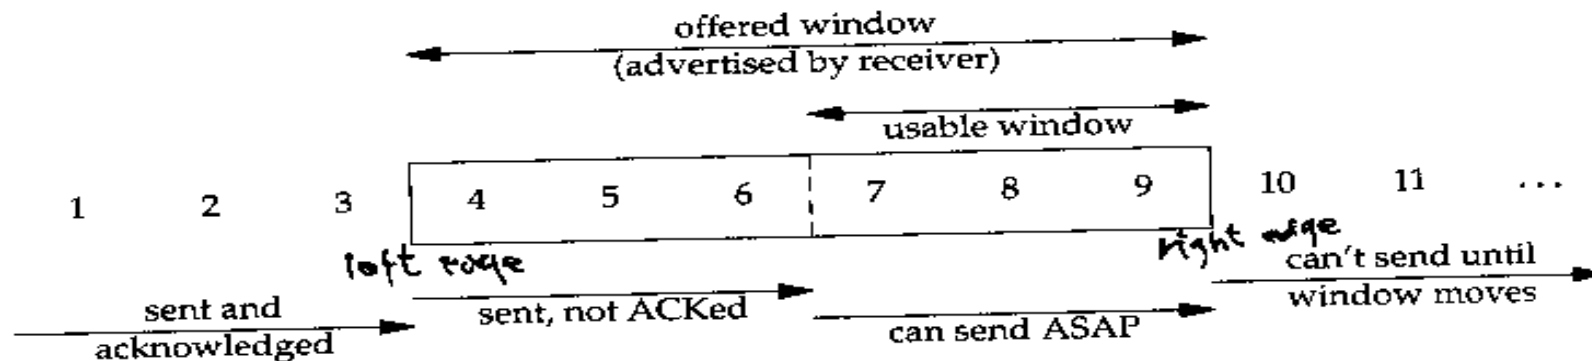 offered window
(advertised by receiver)
usable window
1 2 3 4 5 6 7 8 9 10 11 ...
left edge
right edge
sent and
acknowledged
sent, not ACKed
can send ASAP
can't send until
window moves